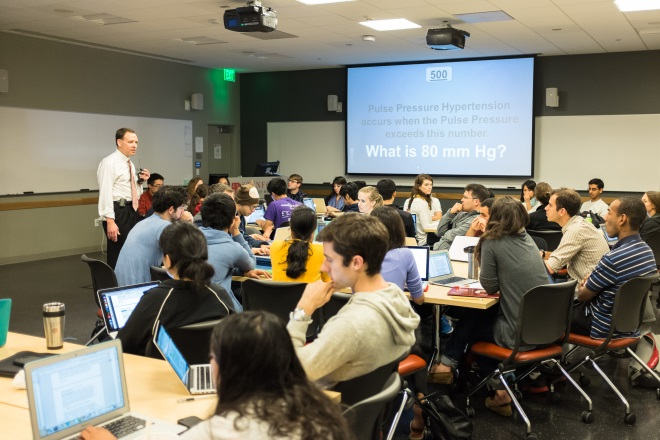 500
Pulse Pressure Hypertension
occurs when the Pulse Pressure
exceeds this number.
What is 80 mm Hg?